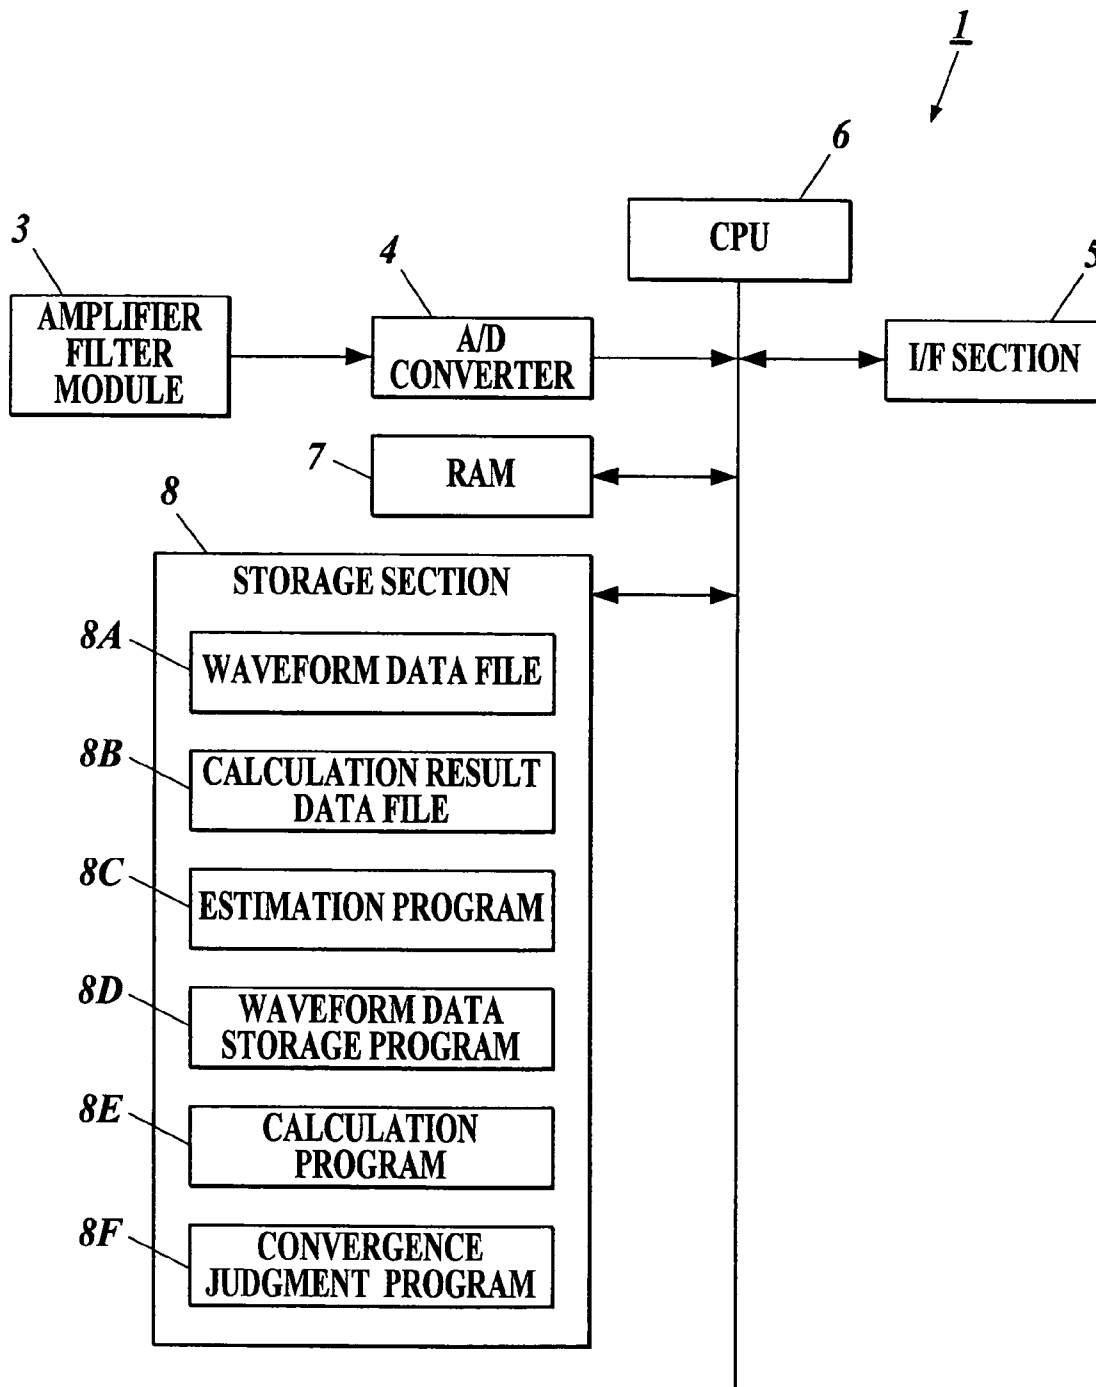 1
6
CPU
3
AMPLIFIER
FILTER
MODULE
4
A/D
CONVERTER
5
I/F SECTION
7
RAM
8
STORAGE SECTION
8A
WAVEFORM DATA FILE
8B
CALCULATION RESULT
DATA FILE
8C
ESTIMATION PROGRAM
8D
WAVEFORM DATA
STORAGE PROGRAM
8E
CALCULATION
PROGRAM
8F
CONVERGENCE
JUDGMENT PROGRAM